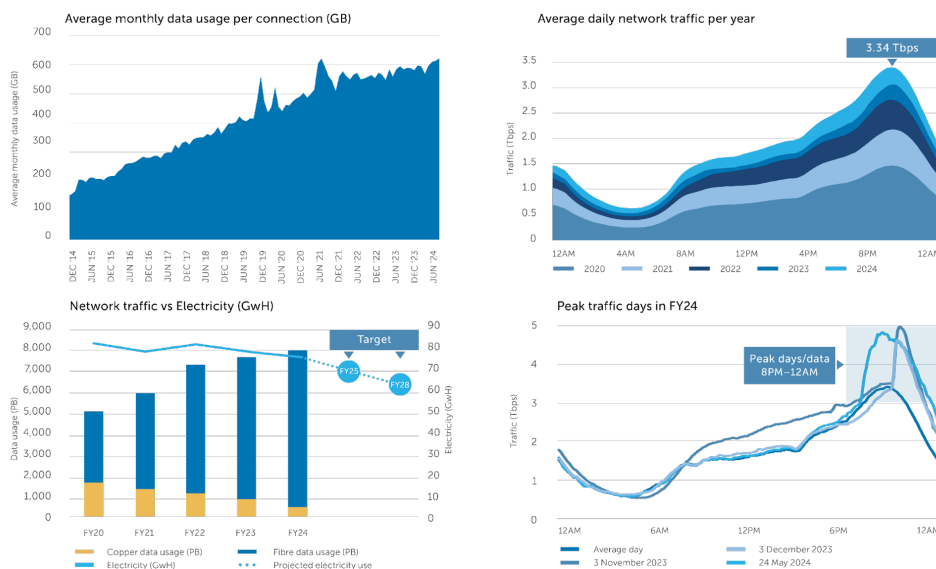 Average monthly data usage per connection (GB)
700
600
500
400
300
200
100
0
Average monthly data usage (GB)
DEC '14
JUN '15
DEC '15
JUN '16
DEC '16
JUN '17
DEC '17
JUN '18
DEC '18
JUN '19
DEC '19
JUN '20
DEC '20
JUN '21
DEC '21
JUN '22
DEC '22
JUN '23
DEC '23
JUN '24
Average daily network traffic per year
3.34 Tbps
3.5
3.0
2.5
2.0
1.5
1.0
0.5
0
Traffic (Tbps)
12AM 4AM 8AM 12PM 4PM 8PM 12AM
2020 2021 2022 2023 2024
Network traffic vs Electricity (GwH)
9,000
8,000
7,000
6,000
5,000
4,000
3,000
2,000
1,000
0
Data usage (PB)
90
80
70
60
50
40
30
20
10
0
Electricity (GwH)
Target
FY25
FY28
FY20 FY21 FY22 FY23 FY24
Copper data usage (PB) Fibre data usage (PB)
Electricity (GwH) Projected electricity use
Peak traffic days in FY24
5
4
3
2
1
0
Traffic (Tbps)
Peak days/data
8PM–12AM
12AM 6AM 12PM 6PM 12AM
Average day 3 December 2023
3 November 2023 24 May 2024